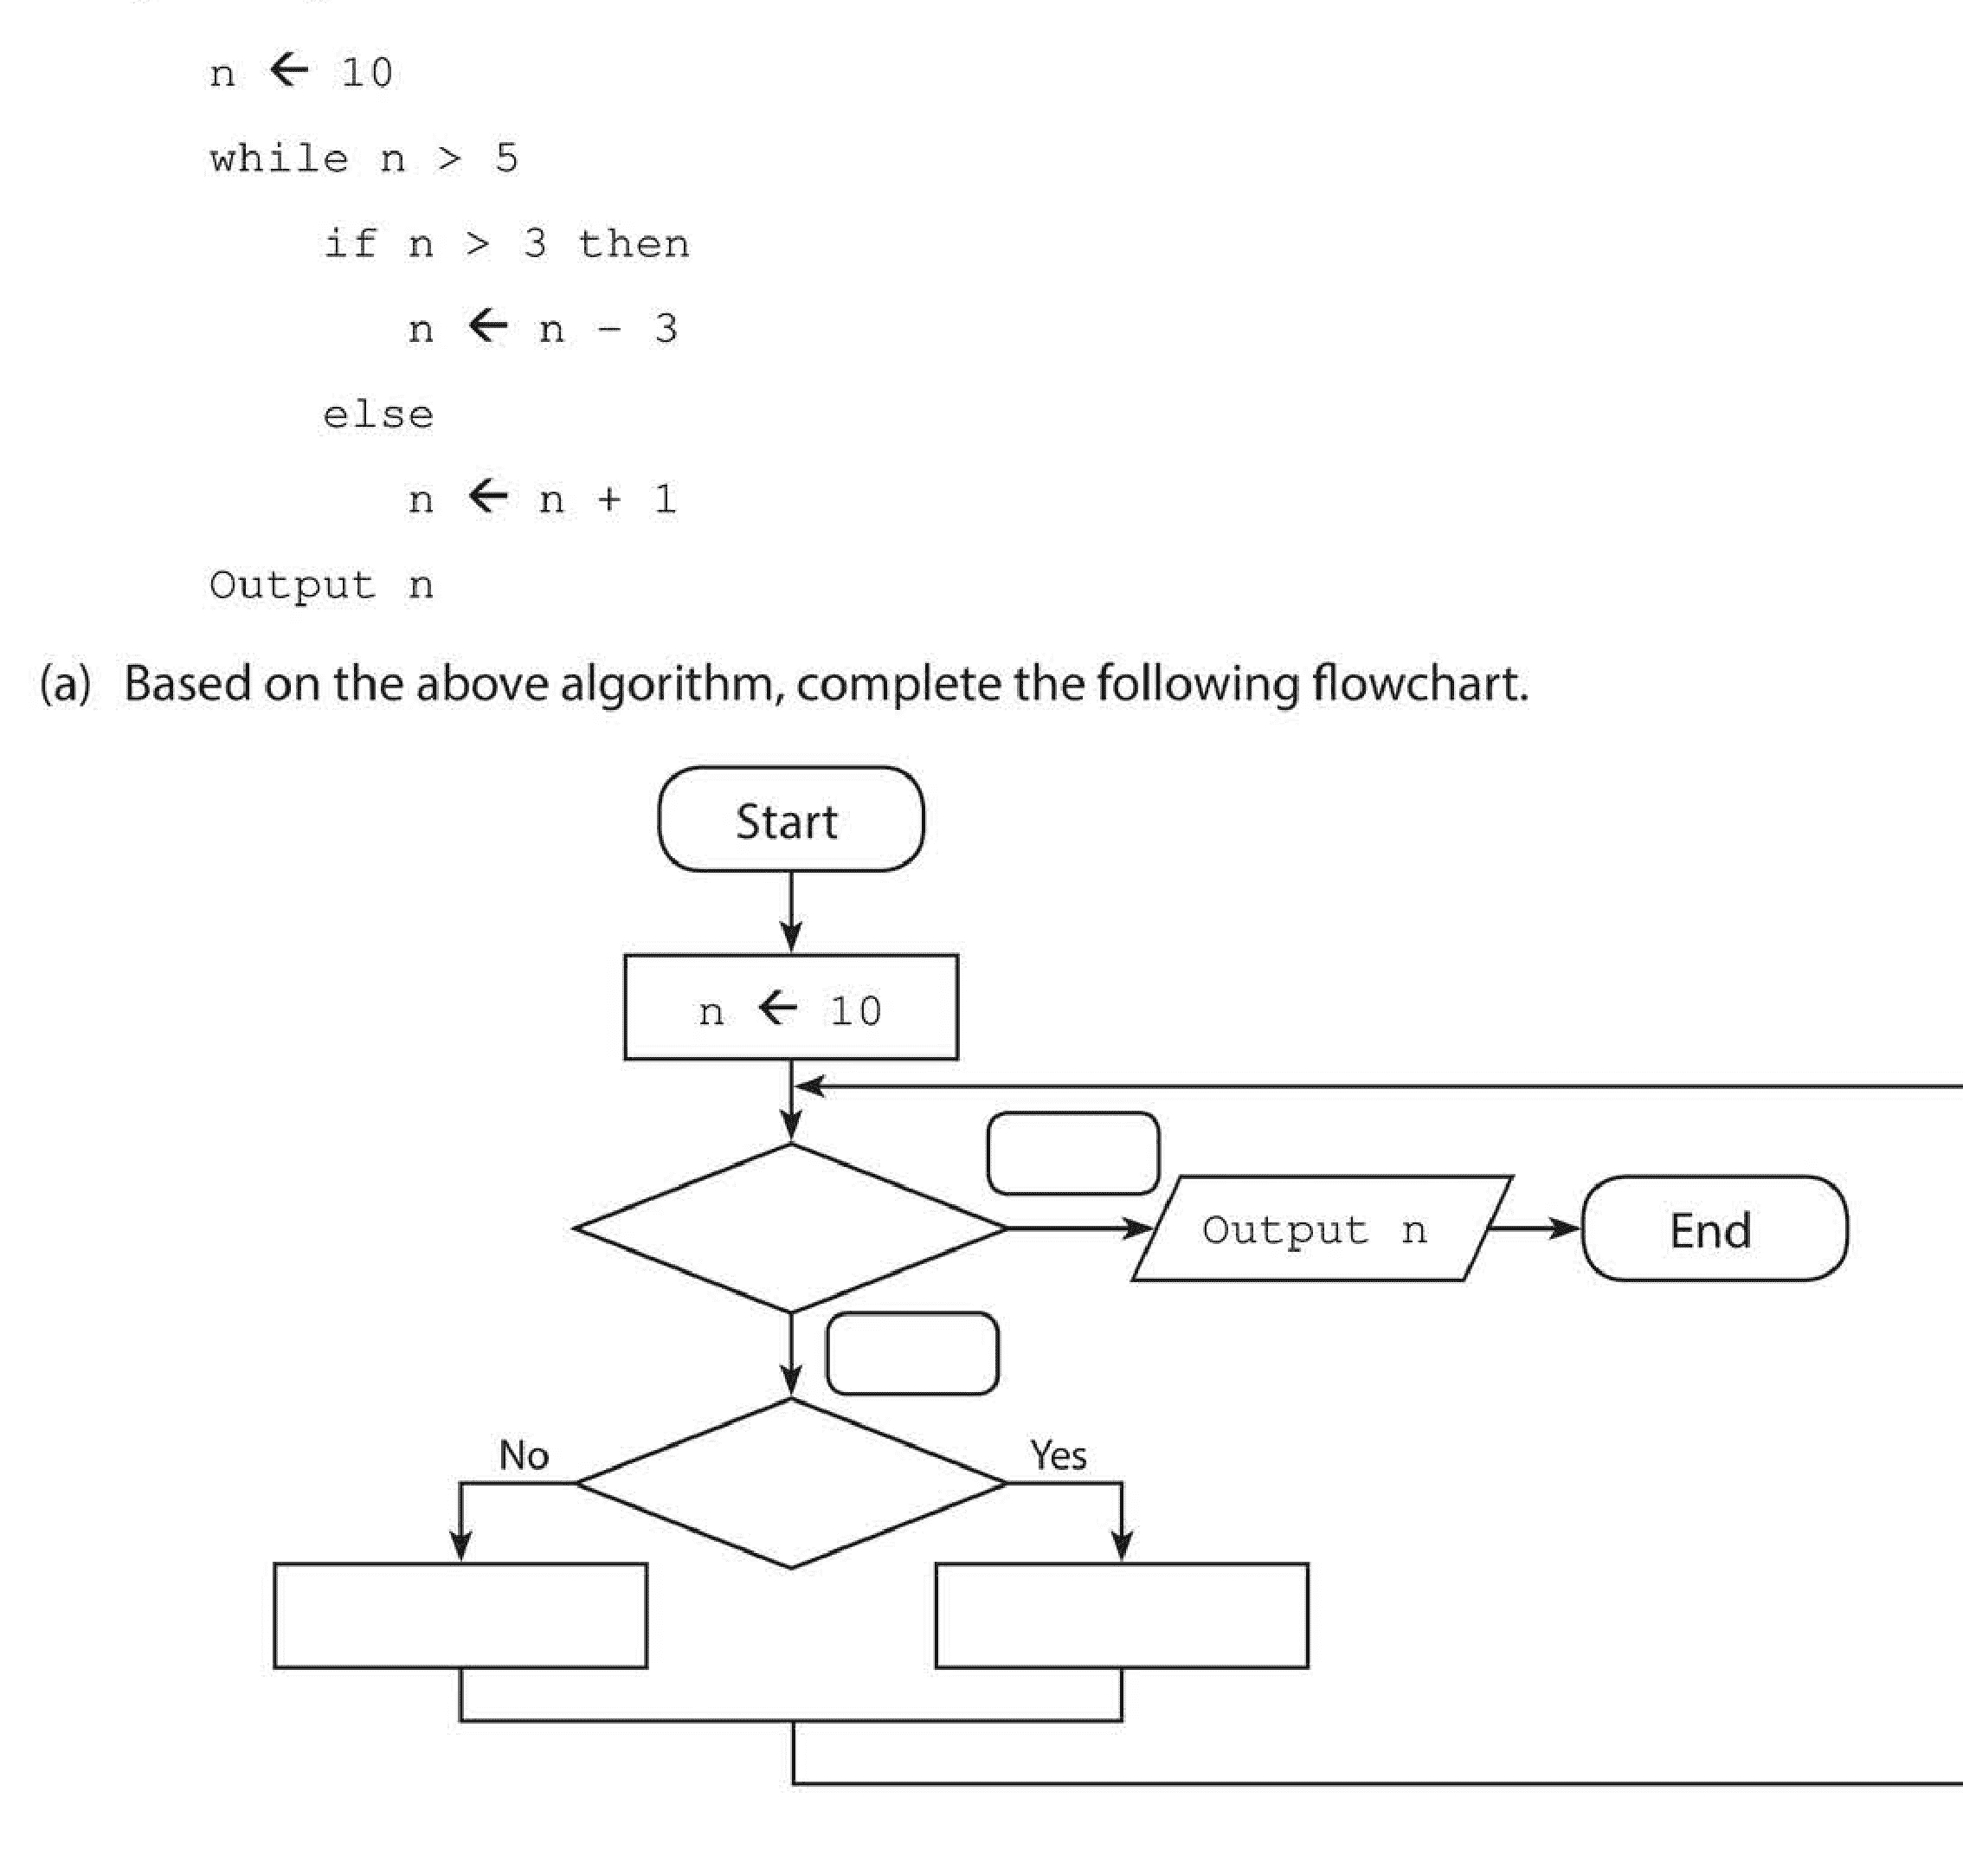 n ← 10
while n > 5
if n > 3 then
n ← n - 3
else
n ← n + 1
Output n
(a) Based on the above algorithm, complete the following flowchart.
Start
n ← 10
Output n
End
No
Yes